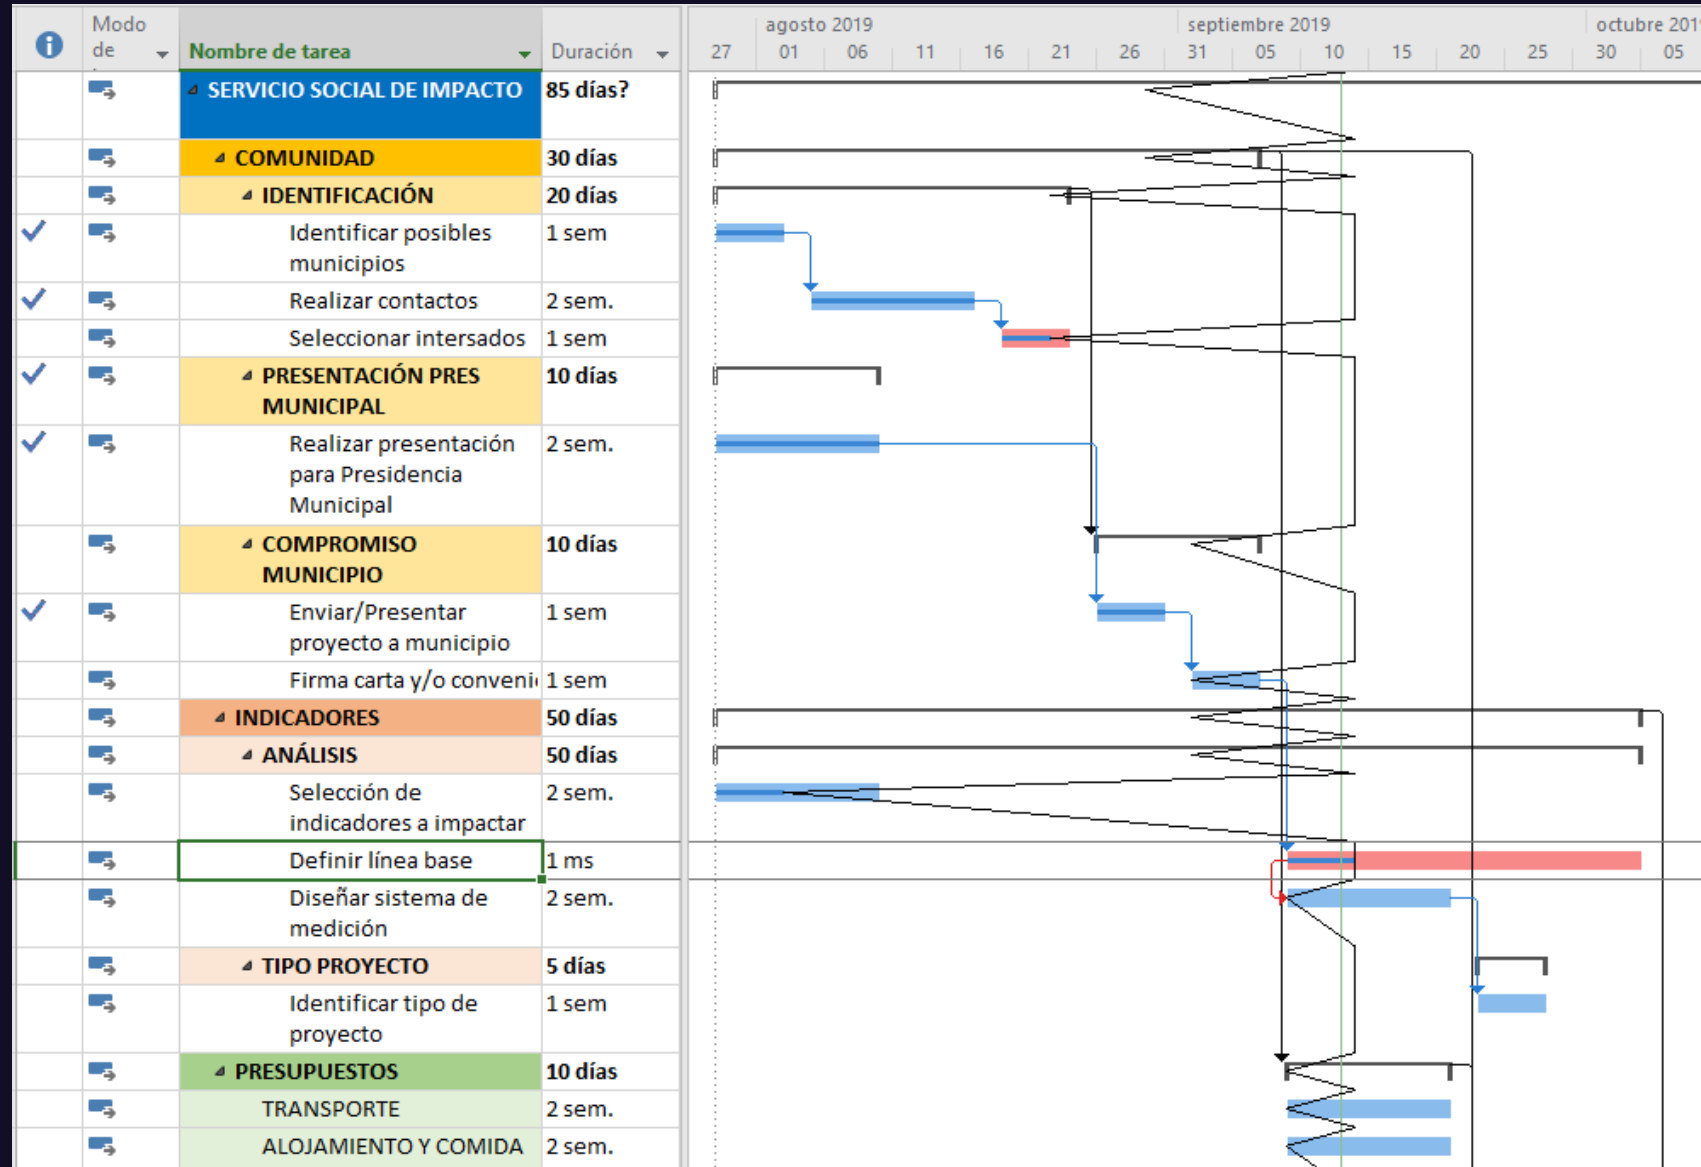 Modo
de
Nombre de tarea
Duración
agosto 2019
septiembre 2019
octubre 2019
27 01 06 11 16 21 26 31 05 10 15 20 25 30 05
SERVICIO SOCIAL DE IMPACTO 85 días?
COMUNIDAD 30 días
IDENTIFICACIÓN 20 días
Identificar posibles 1 sem
municipios
Realizar contactos 2 sem.
Seleccionar intersados 1 sem
PRESENTACIÓN PRES 10 días
MUNICIPAL
Realizar presentación 2 sem.
para Presidencia
Municipal
COMPROMISO 10 días
MUNICIPIO
Enviar/Presentar 1 sem
proyecto a municipio
Firma carta y/o conveni 1 sem
INDICADORES 50 días
ANÁLISIS 50 días
Selección de 2 sem.
indicadores a impactar
Definir línea base 1 ms
Diseñar sistema de 2 sem.
medición
TIPO PROYECTO 5 días
Identificar tipo de 1 sem
proyecto
PRESUPUESTOS 10 días
TRANSPORTE 2 sem.
ALOJAMIENTO Y COMIDA 2 sem.